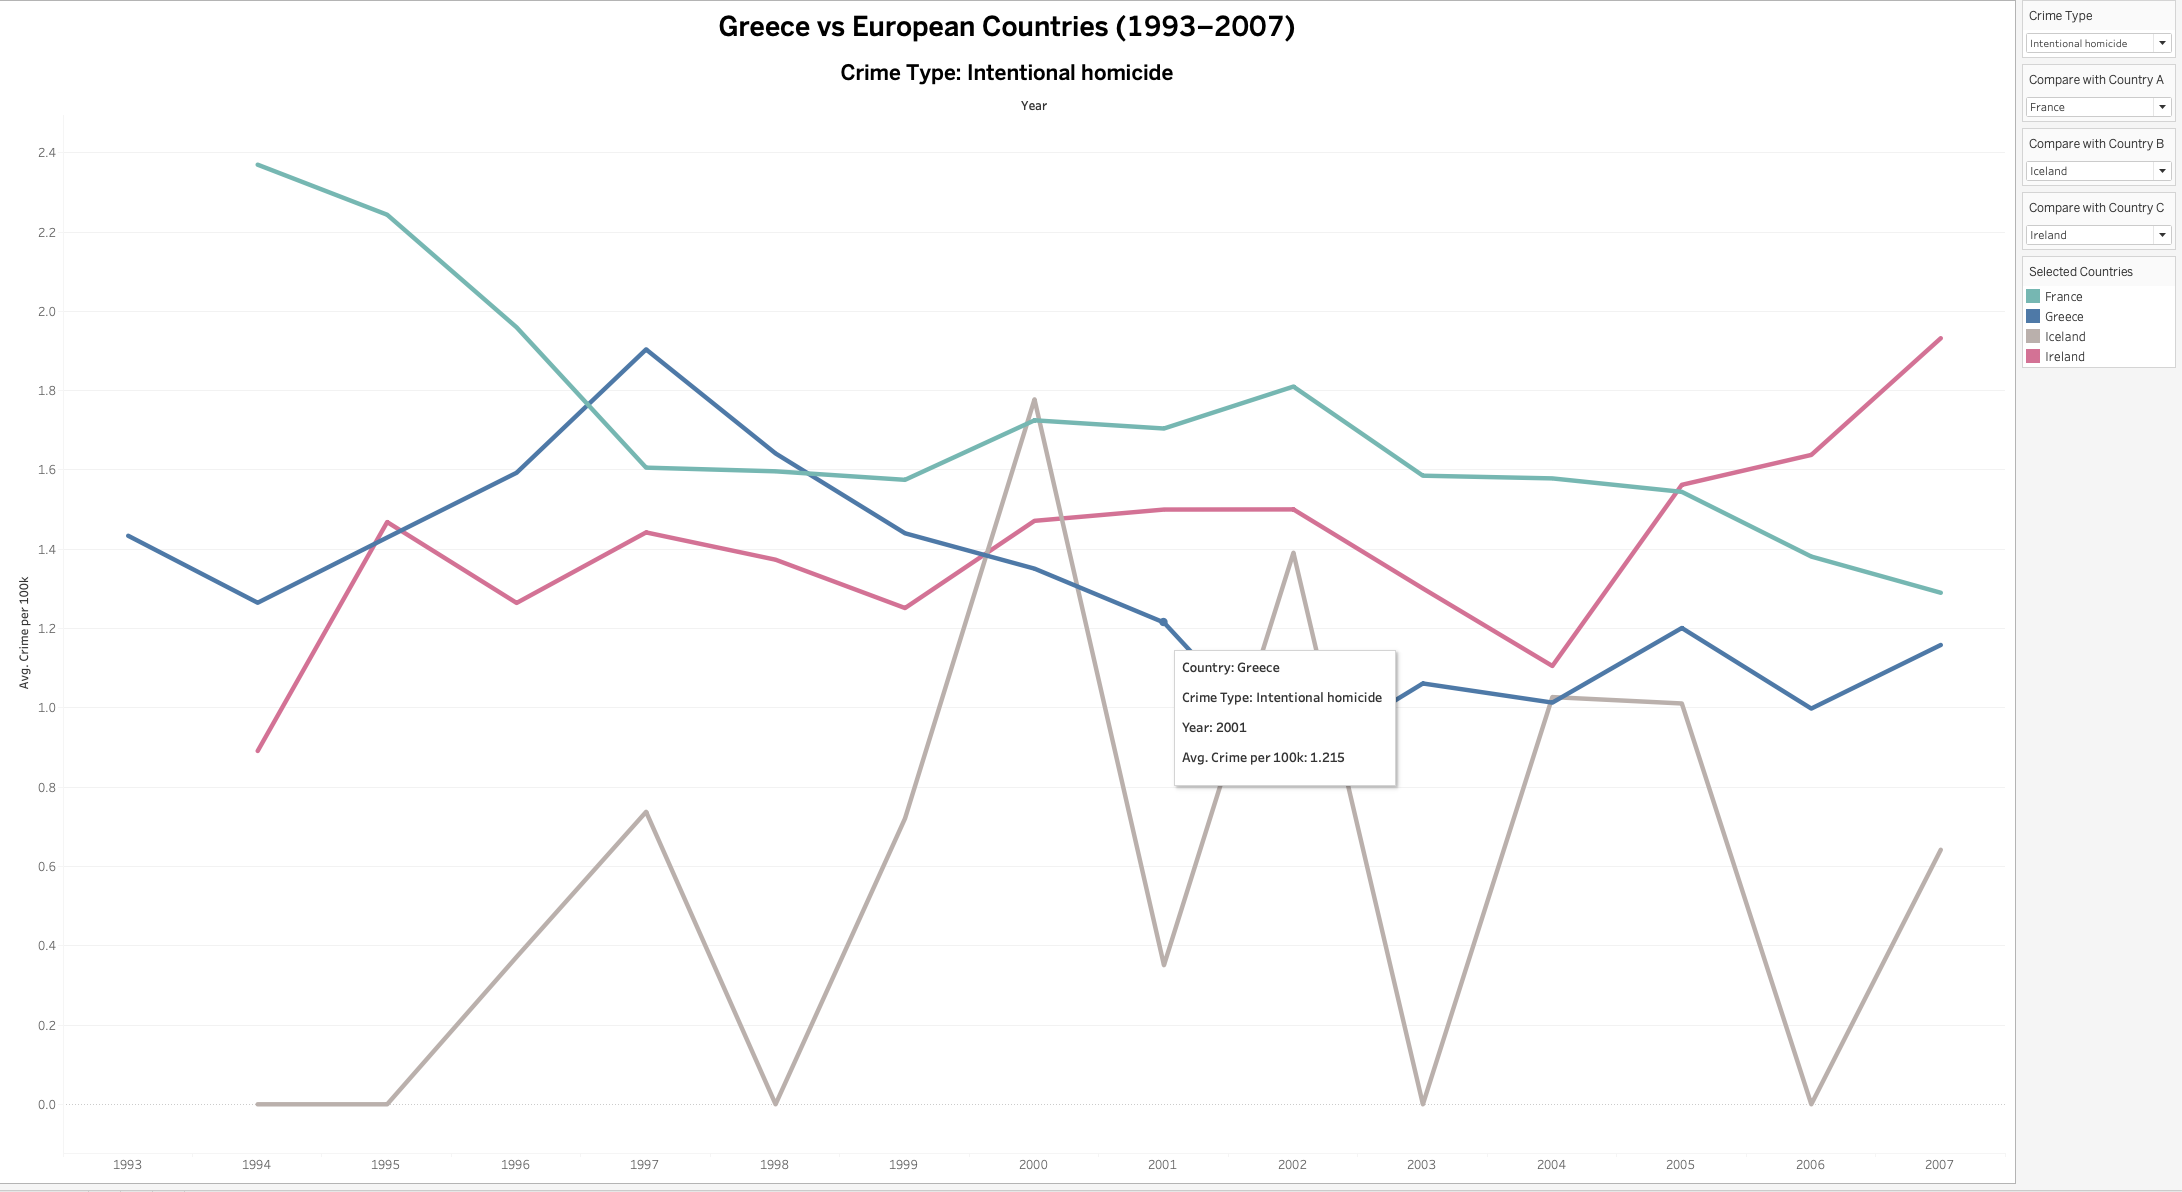 Greece vs European Countries (1993–2007)
Crime Type: Intentional homicide
Year
2.4
2.2
2.0
1.8
1.6
1.4
1.2
1.0
0.8
0.6
0.4
0.2
0.0
Avg. Crime per 100k
Country: Greece
Crime Type: Intentional homicide
Year: 2001
Avg. Crime per 100k: 1.215
1993 1994 1995 1996 1997 1998 1999 2000 2001 2002 2003 2004 2005 2006 2007
Crime Type
Intentional homicide
Compare with Country A
France
Compare with Country B
Iceland
Compare with Country C
Ireland
Selected Countries
France
Greece
Iceland
Ireland